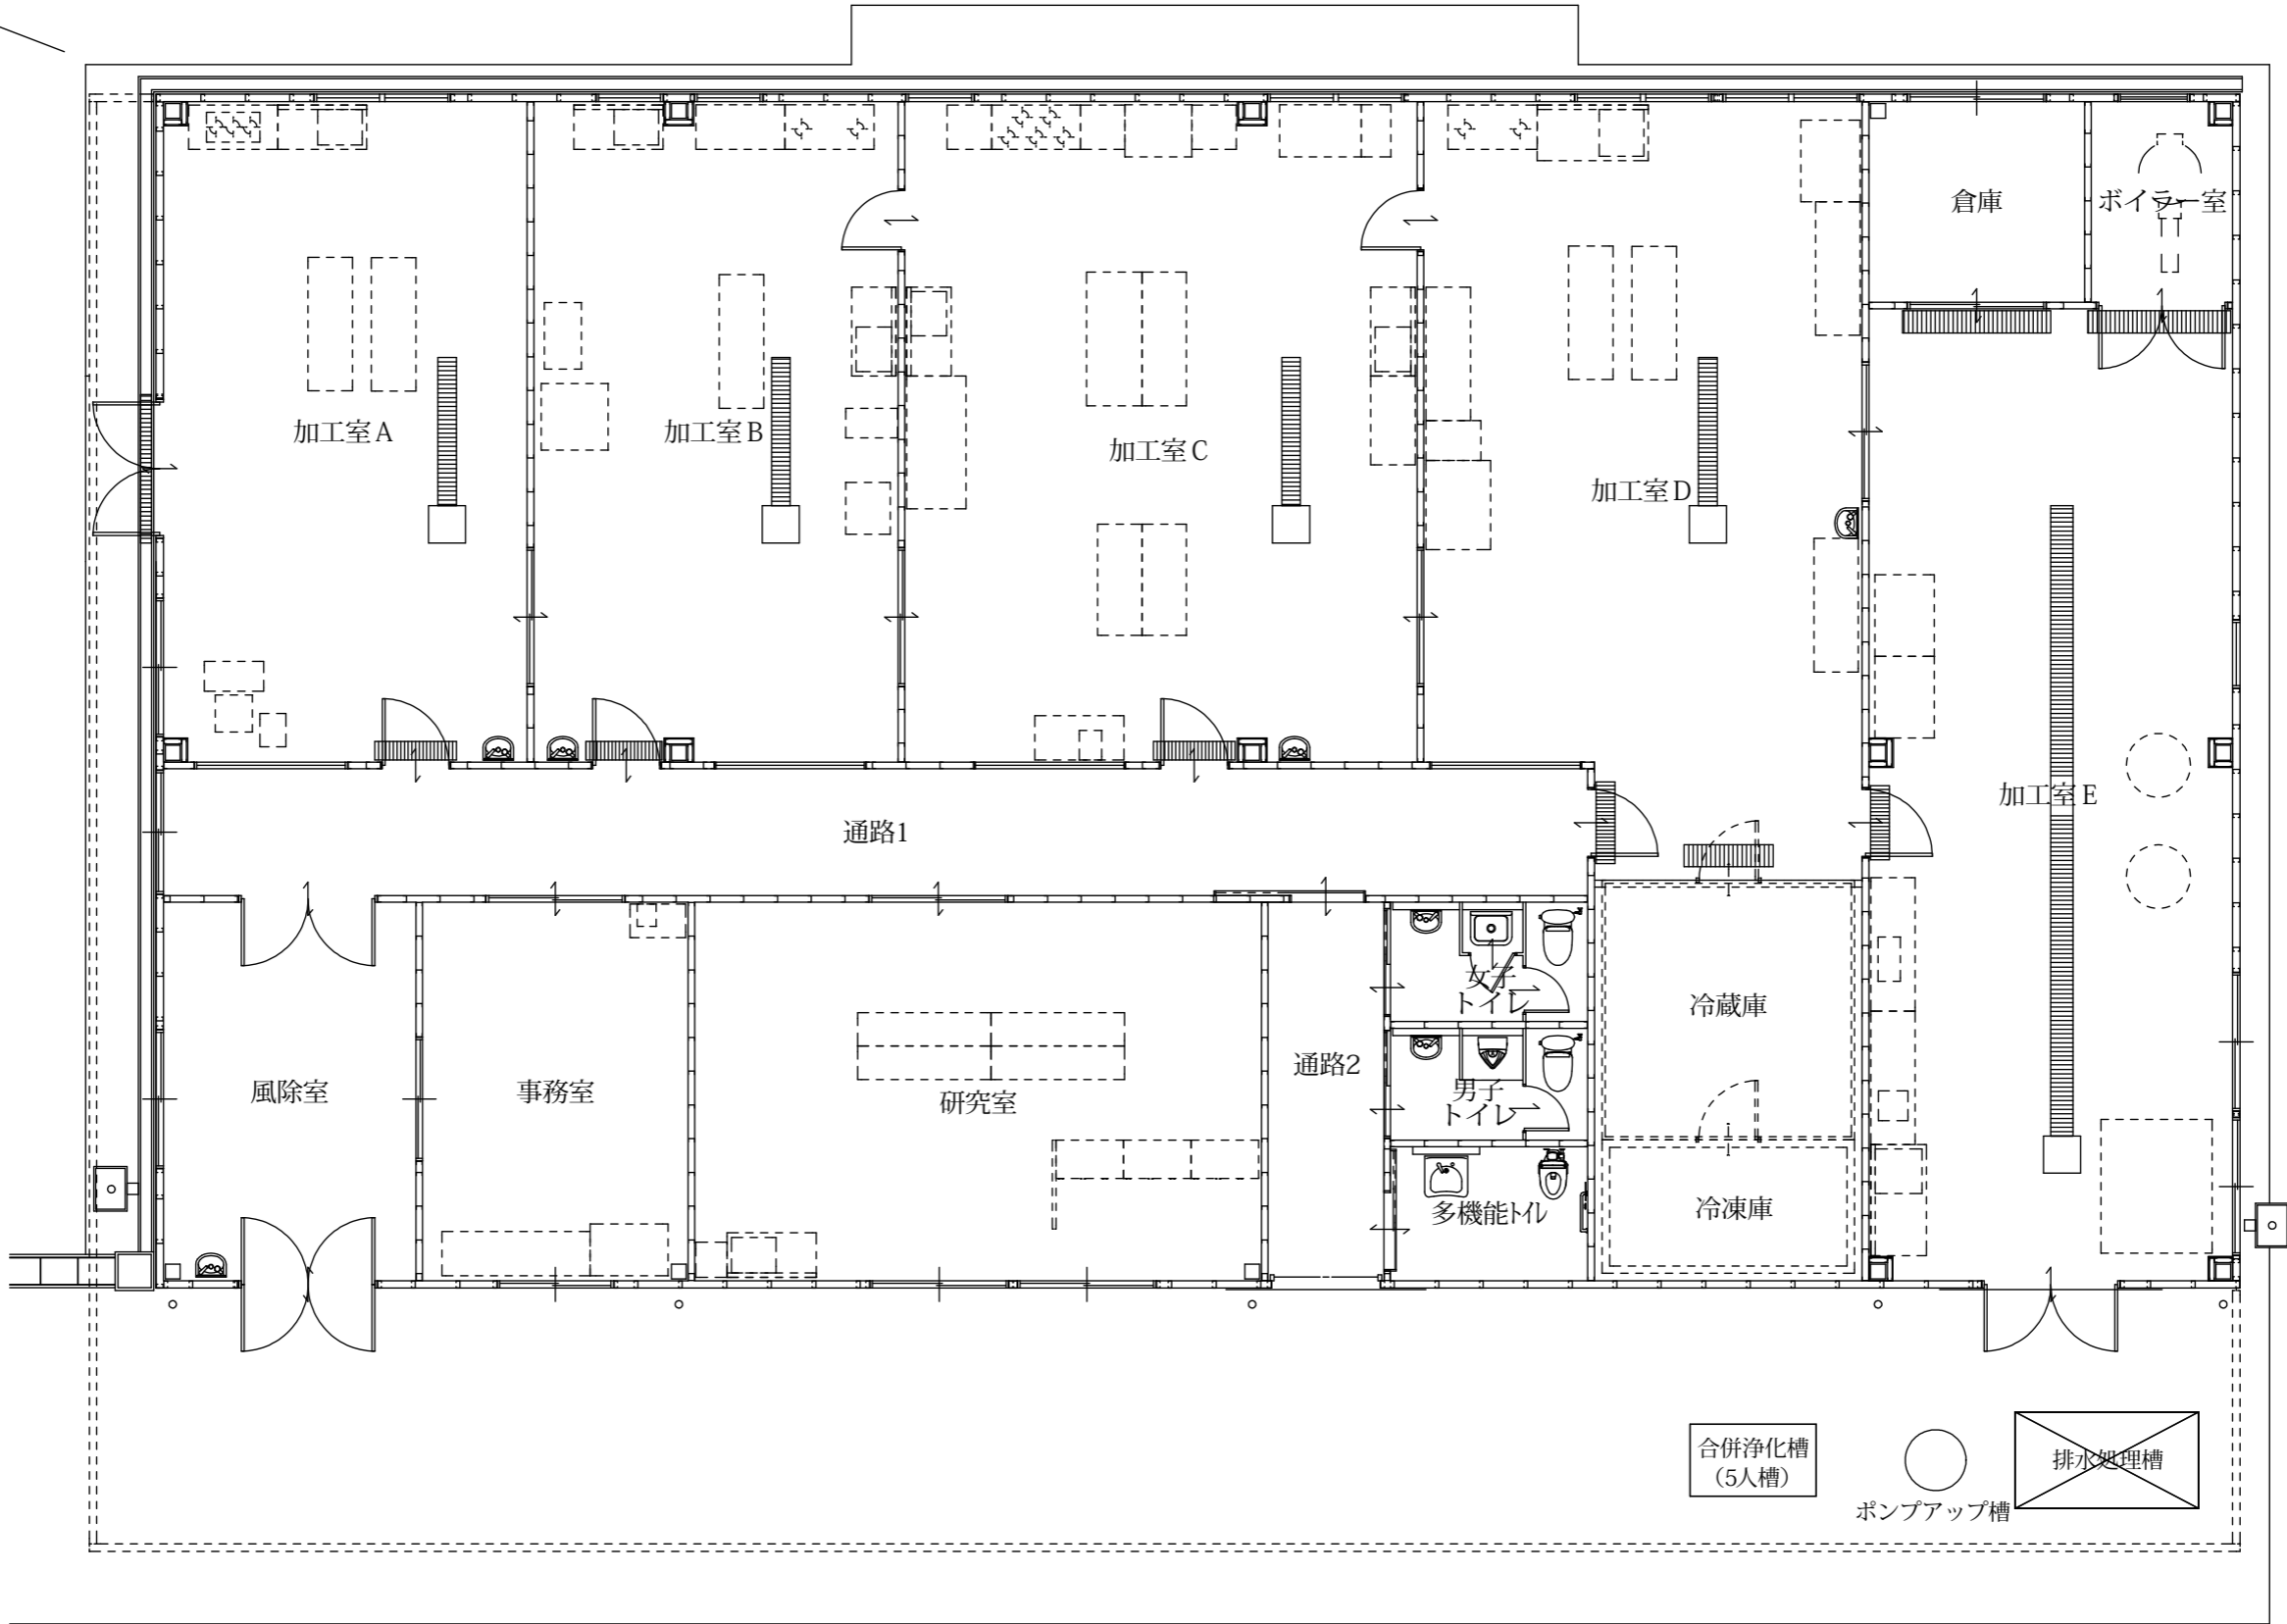 倉庫
ボイラー室
加工室A
加工室B
加工室C
加工室D
加工室E
通路1
女子
トイレ
冷蔵庫
風除室
事務室
研究室
通路2
男子
トイレ
多機能トイレ
冷凍庫
合併浄化槽
（5人槽）
排水処理槽
ポンプアップ槽